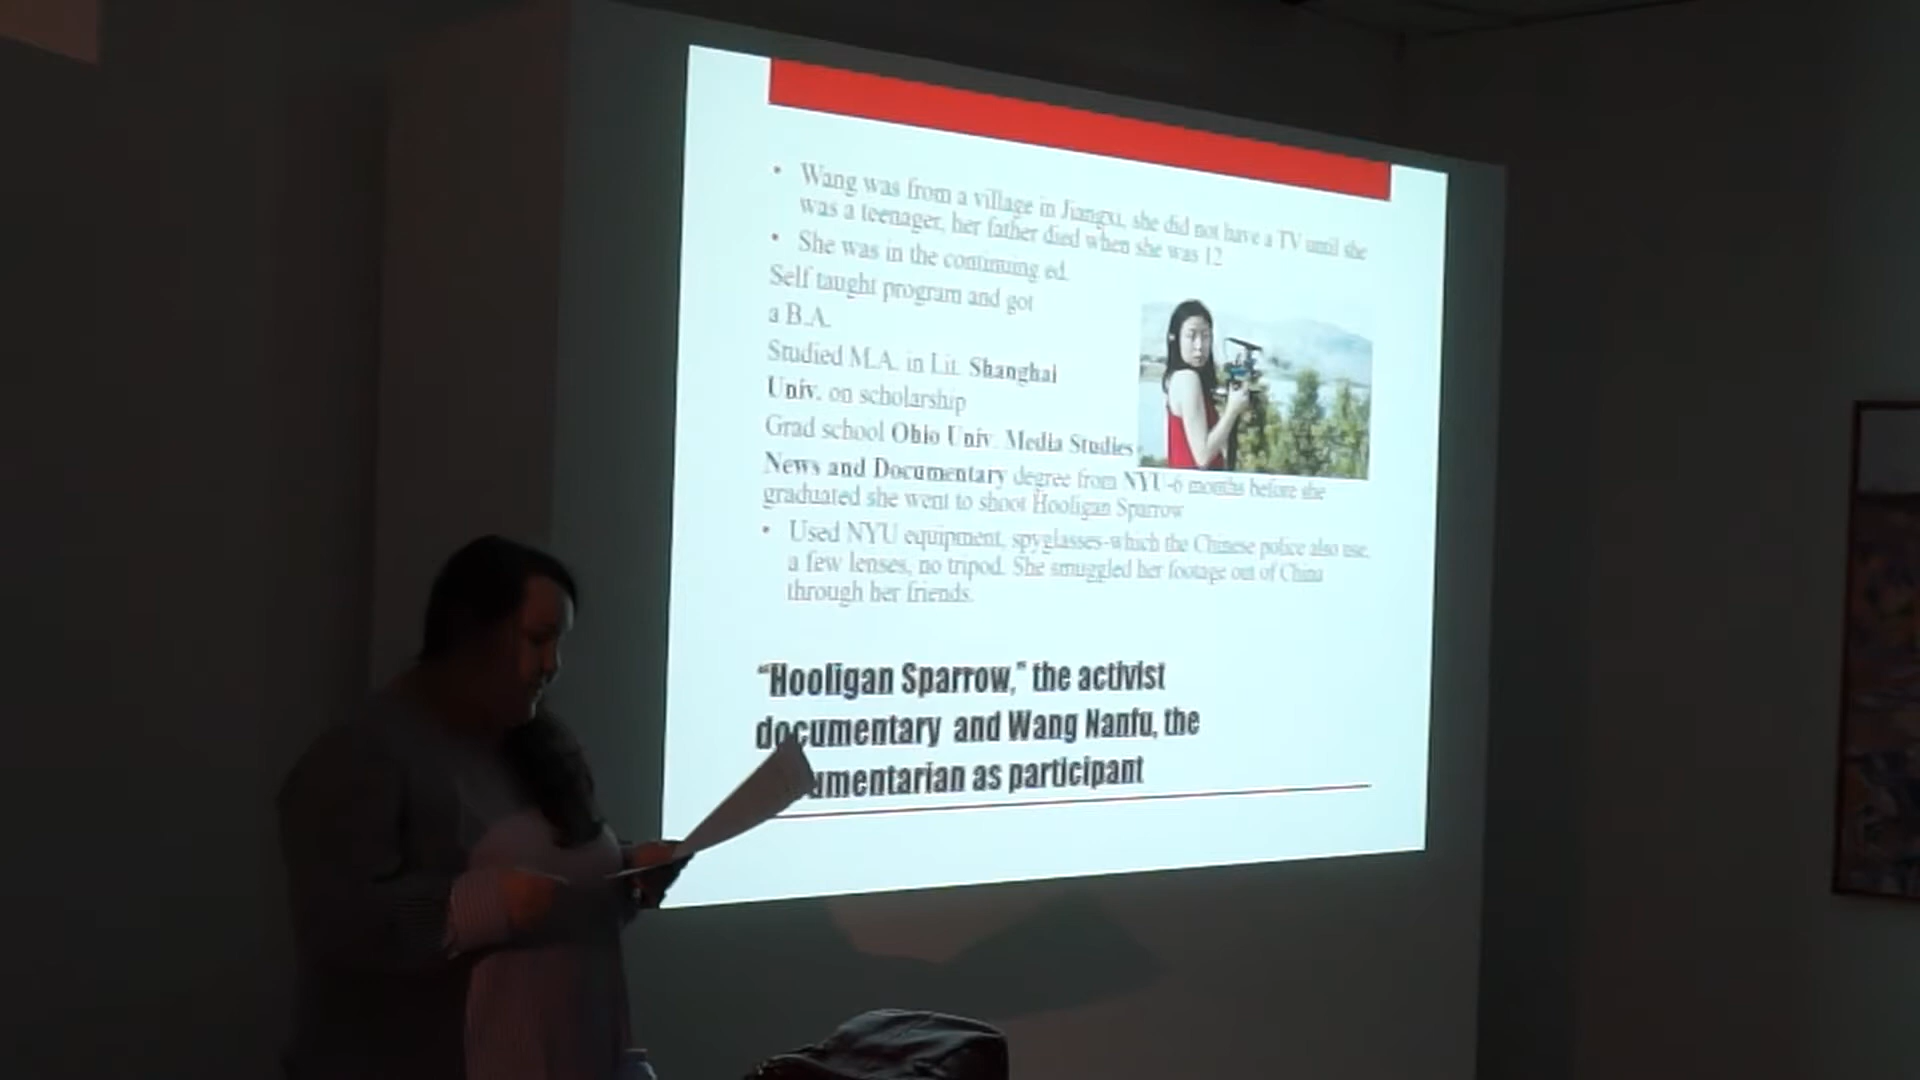 • Wang was from a village in Jiangxi, she did not have a TV until she
was a teenager, her father died when she was 12
• She was in the continuing ed.
Self taught program and got
a B.A.
Studied M.A. in Lit. Shanghai
Univ. on scholarship
Grad school Ohio Univ. Media Studies
News and Documentary degree from NYU-6 months before she
graduated she went to shoot Hooligan Sparrow
• Used NYU equipment, spyglasses-which the Chinese police also use,
a few lenses, no tripod. She smuggled her footage out of China
through her friends.
“Hooligan Sparrow,” the activist
documentary and Wang Nanfu, the
umentarian as participant